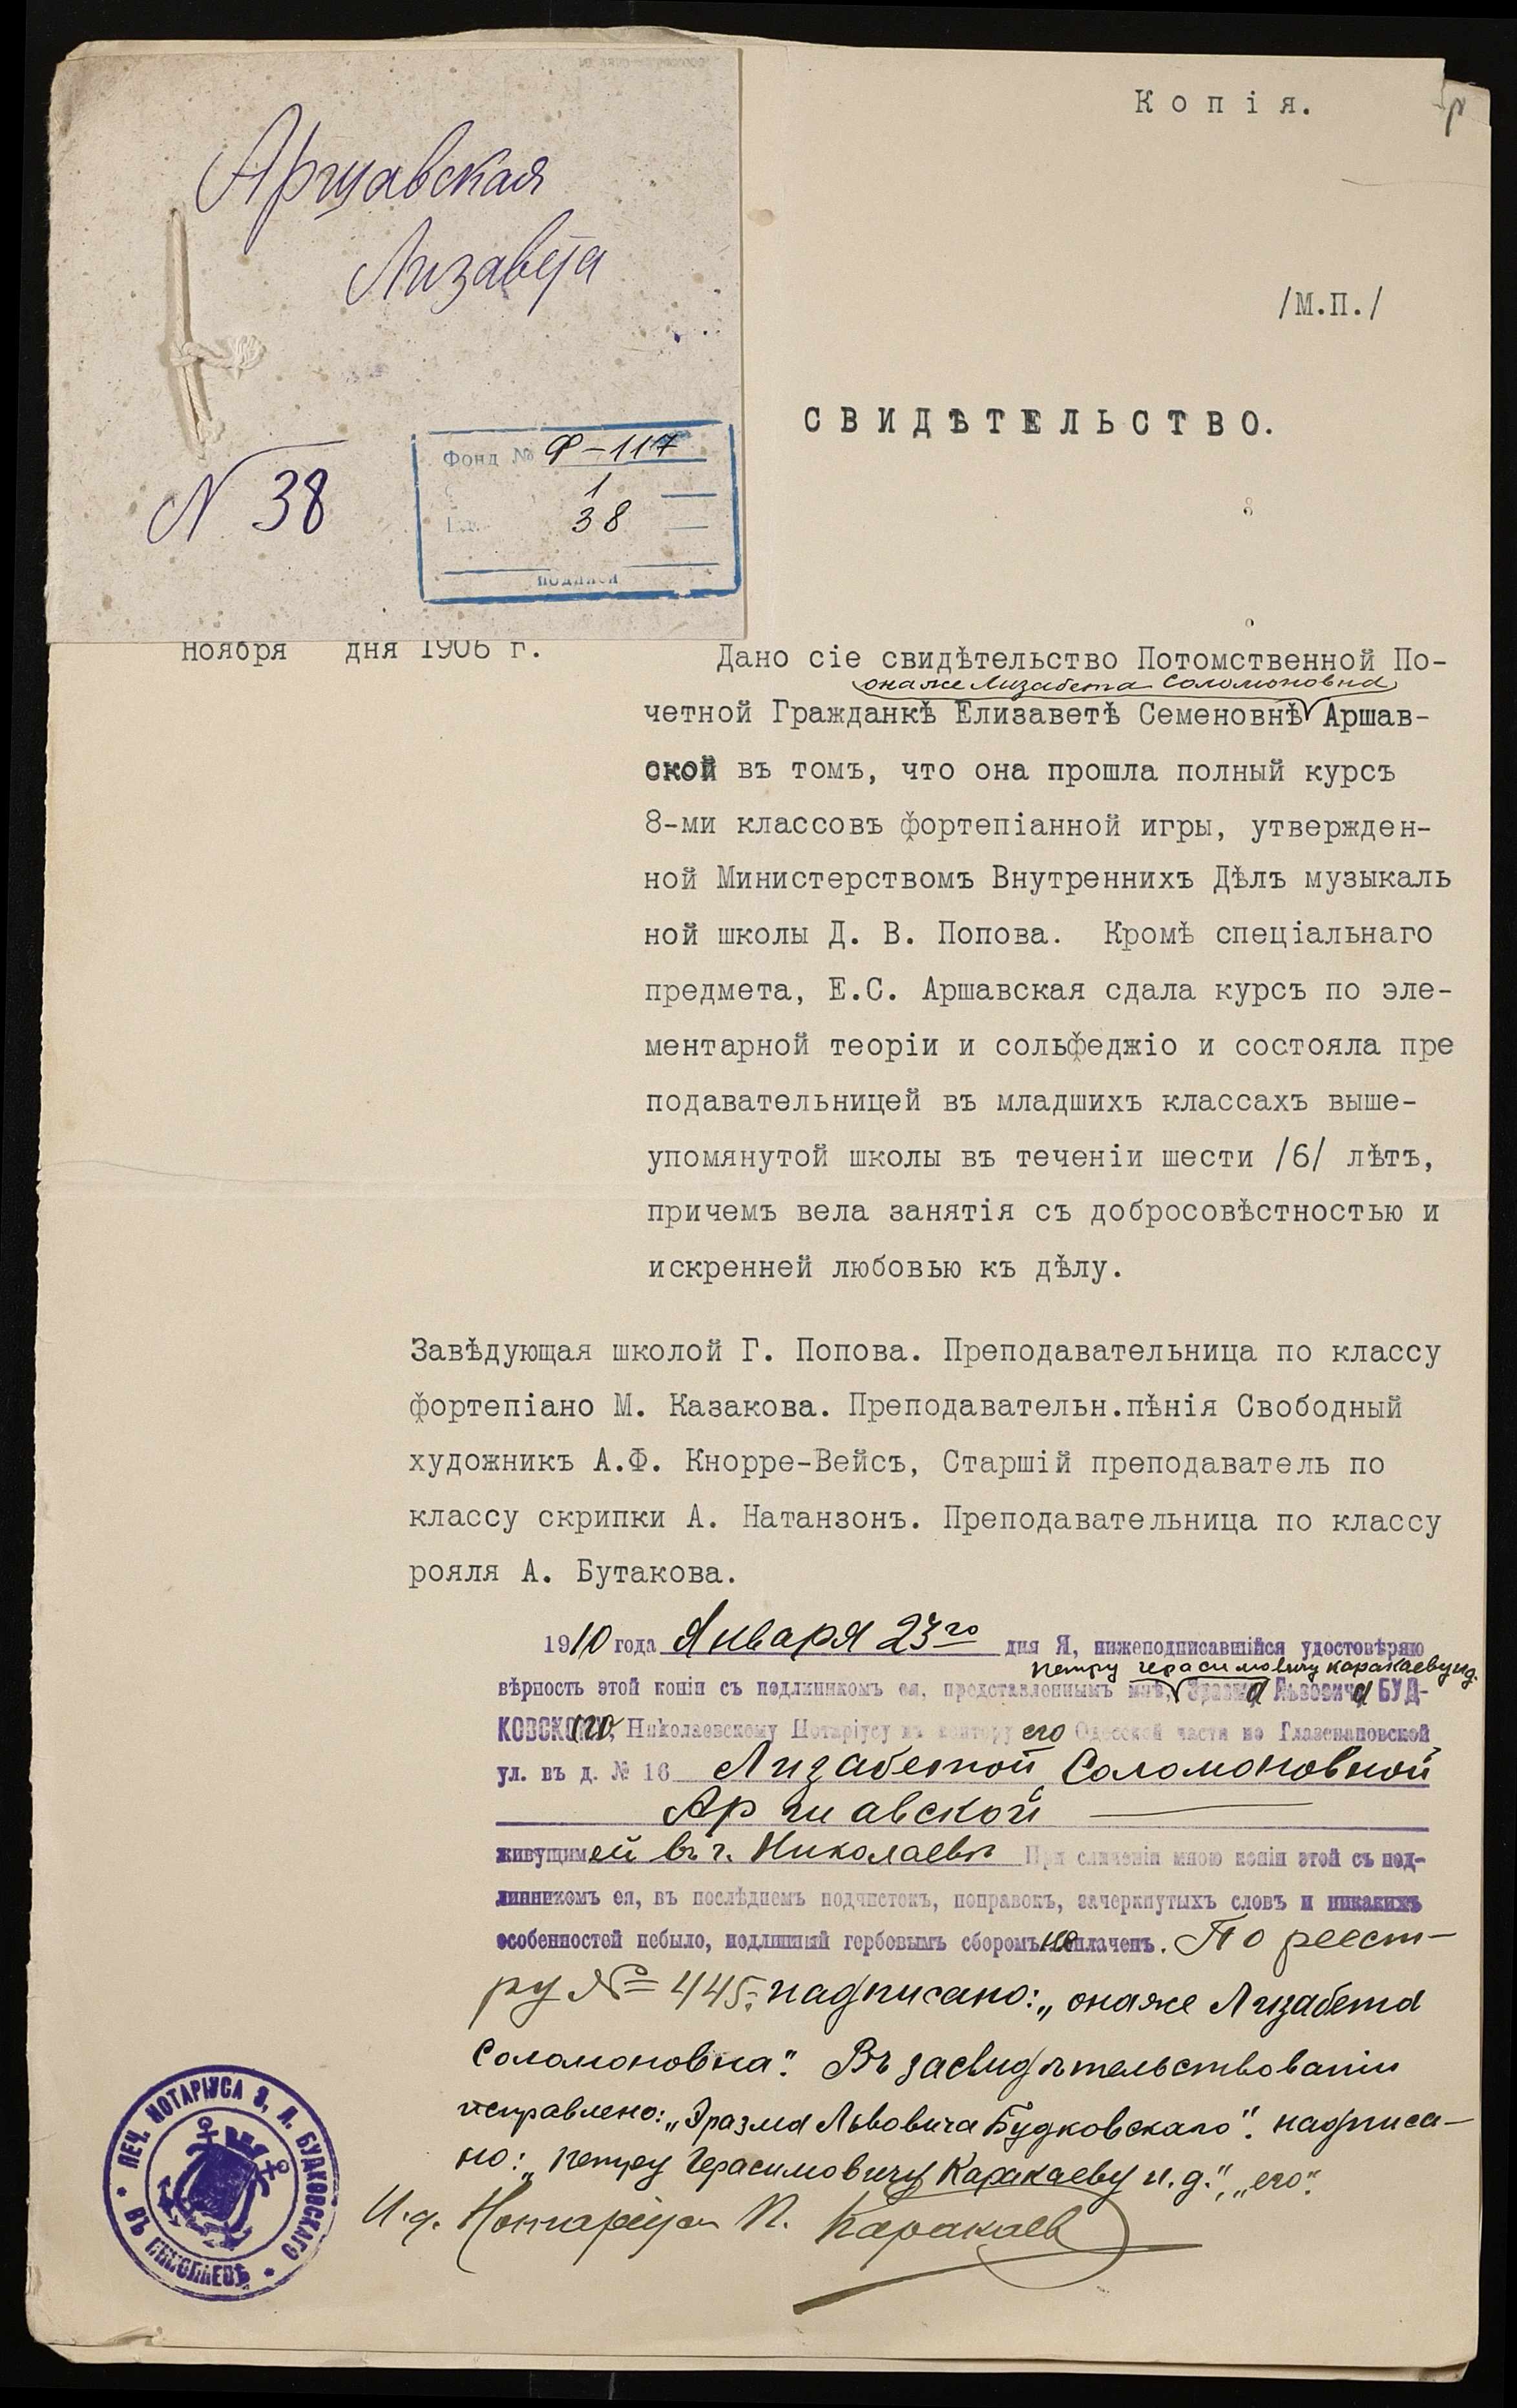 Аршавская
Лизавета
N 38
Фонд № Ф-117
1
38
подписи
Копія.
/М.П./
СВИДѢТЕЛЬСТВО.
Ноября дня 1906 г.
Дано сіе свидѣтельство Потомственной По-
онаже Лизабета Соломоновна
четной Гражданкѣ Елизаветѣ Семеновнѣ Аршав-
ской въ томъ, что она прошла полный курсъ
8-ми классовъ фортепіанной игры, утвержден-
ной Министерствомъ Внутреннихъ Дѣлъ музыкаль
ной школы Д. В. Попова. Кромѣ спеціальнаго
предмета, Е.С. Аршавская сдала курсъ по эле-
ментарной теоріи и сольфеджіо и состояла пре
подавательницей въ младшихъ классахъ выше-
упомянутой школы въ теченіи шести /6/ лѣтъ,
причемъ вела занятія съ добросовѣстностью и
искренней любовью къ дѣлу.
Завѣдующая школой Г. Попова. Преподавательница по классу
фортепіано М. Казакова. Преподавательн.пѣнія Свободный
художникъ А.Ф. Кнорре-Вейсъ, Старшій преподаватель по
классу скрипки А. Натанзонъ. Преподавательница по классу
рояля А. Бутакова.
1910 года Января 23го дня Я, нижеподписавшійся удостовѣряю
Петру Герасимовичу Каракаеву и.д.
вѣрность этой копіи съ подлинникомъ ея, представленнымъ мнѣ, Эразма Львовича БУД-
КОВСКАГО, Николаевскому Нотаріусу въ контору его Одесской части по Глазенаповской
ул. въ д. № 16 Лизабетой Соломоновной
Аршавской
живущимей въ г. Николаевѣ При сличеніи мною копіи этой съ под-
линникомъ ея, въ послѣднемъ подчистокъ, поправокъ, зачеркнутыхъ словъ и никакихъ
особенностей небыло, подлинный гербовымъ сборомъ не плаченъ. По реест-
ру № 445. надписано: „онаже Лизабета
Соломоновна". Въ засвидѣтельствованіи
исправлено: „Эразма Львовича Будковскаго". надписа-
но: „Петру Герасимовичу Каракаеву и.д.", „его".
И.д. Нотаріуса П. Каракаев
ПЕЧ. НОТАРІУСА Э. Л. БУДКОВСКАГО
ВЪ НИКОЛАЕВѢ